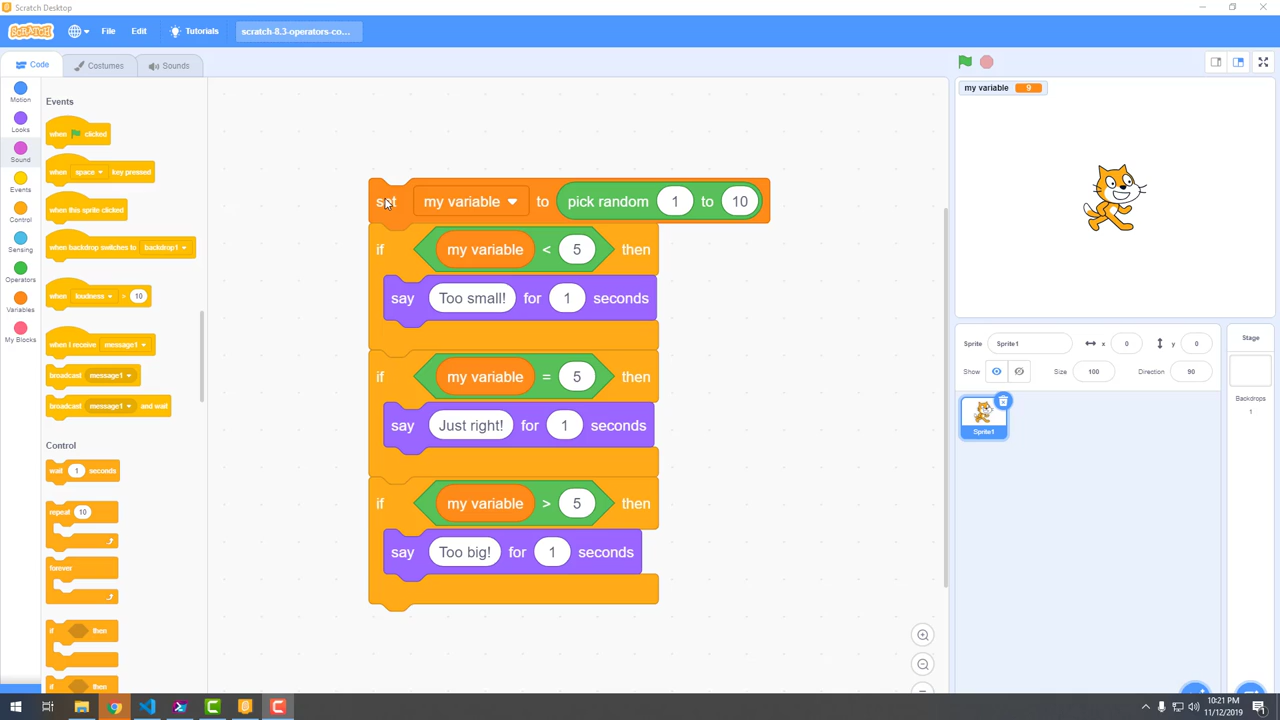 Scratch Desktop
SCRATCH File Edit Tutorials scratch-8.3-operators-co...
Code Costumes Sounds
Motion
Looks
Sound
Events
Control
Sensing
Operators
Variables
My Blocks
Events
when clicked
when space key pressed
when this sprite clicked
when backdrop switches to backdrop1
when loudness > 10
when I receive message1
broadcast message1
broadcast message1 and wait
Control
wait 1 seconds
repeat 10
forever
if then
if then
set my variable to pick random 1 to 10
if my variable < 5 then
say Too small! for 1 seconds
if my variable = 5 then
say Just right! for 1 seconds
if my variable > 5 then
say Too big! for 1 seconds
my variable 9
Sprite Sprite1 x 0 y 0
Show Size 100 Direction 90
Sprite1
Stage
Backdrops
1
10:21 PM
11/12/2019
1